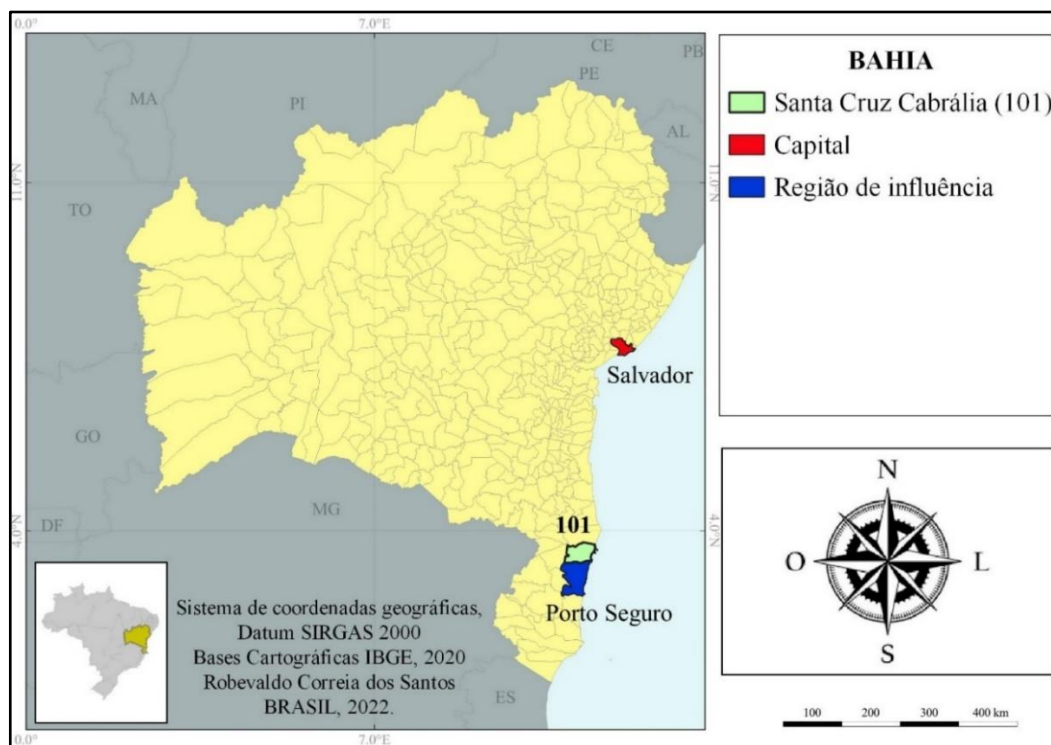 0.0°
7.0°E
CE
PB
PE
MA
PI
AL
11.0°N
11.0°N
TO
Salvador
GO
MG
DF
101
4.0°N
4.0°N
Porto Seguro
Sistema de coordenadas geográficas,
Datum SIRGAS 2000
Bases Cartográficas IBGE, 2020
Robevaldo Correia dos Santos
BRASIL, 2022.
ES
0.0°
7.0°E
BAHIA
Santa Cruz Cabrália (101)
Capital
Região de influência
N
O
L
S
100 200 300 400 km